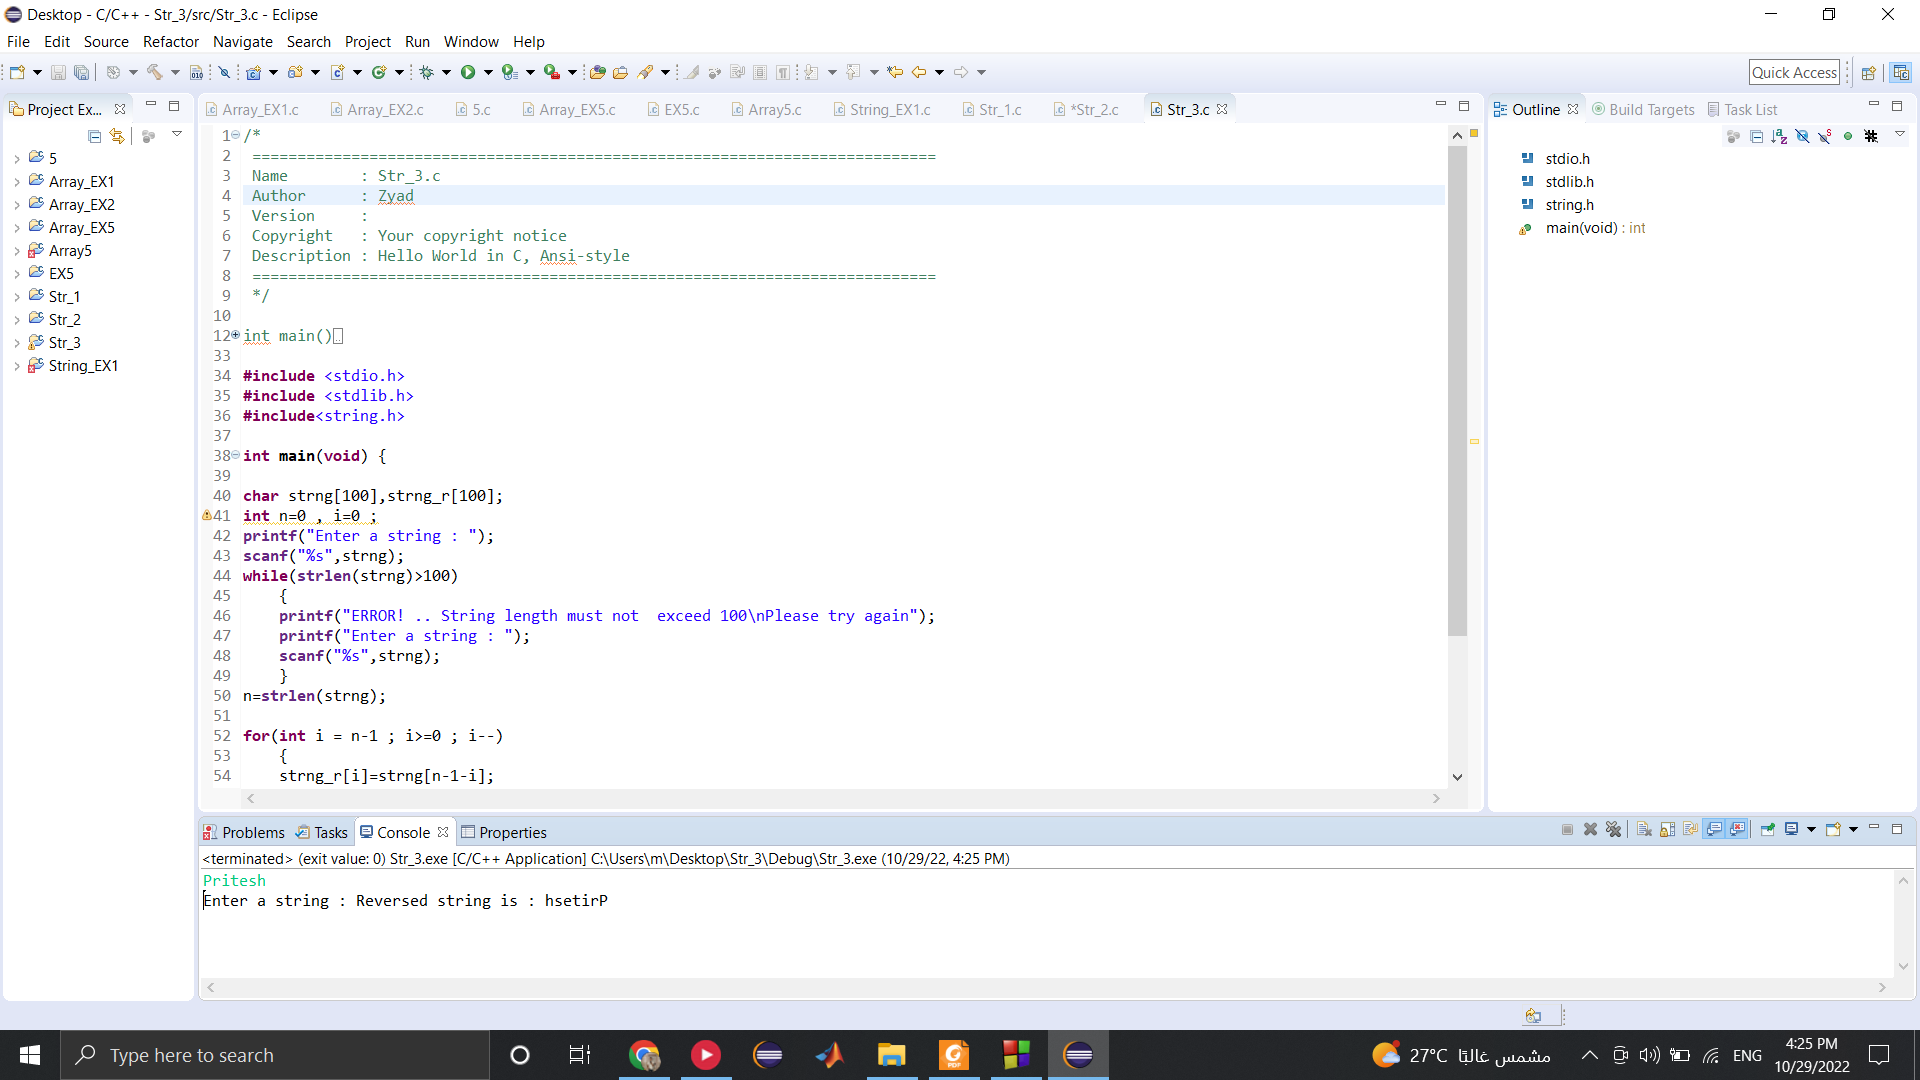 Desktop - C/C++ - Str_3/src/Str_3.c - Eclipse
File Edit Source Refactor Navigate Search Project Run Window Help
Quick Access
Project Ex...
Array_EX1.c Array_EX2.c 5.c Array_EX5.c EX5.c Array5.c String_EX1.c Str_1.c *Str_2.c Str_3.c
Outline Build Targets Task List
5
Array_EX1
Array_EX2
Array_EX5
Array5
EX5
Str_1
Str_2
Str_3
String_EX1
1 /*
2 ============================================================================
3 Name : Str_3.c
4 Author : Zyad
5 Version :
6 Copyright : Your copyright notice
7 Description : Hello World in C, Ansi-style
8 ============================================================================
9 */
10
12 int main()
33
34 #include <stdio.h>
35 #include <stdlib.h>
36 #include<string.h>
37
38 int main(void) {
39
40 char strng[100],strng_r[100];
41 int n=0 , i=0 ;
42 printf("Enter a string : ");
43 scanf("%s",strng);
44 while(strlen(strng)>100)
45 {
46 printf("ERROR! .. String length must not  exceed 100\nPlease try again");
47 printf("Enter a string : ");
48 scanf("%s",strng);
49 }
50 n=strlen(strng);
51
52 for(int i = n-1 ; i>=0 ; i--)
53 {
54 strng_r[i]=strng[n-1-i];
stdio.h
stdlib.h
string.h
main(void) : int
Problems Tasks Console Properties
<terminated> (exit value: 0) Str_3.exe [C/C++ Application] C:\Users\m\Desktop\Str_3\Debug\Str_3.exe (10/29/22, 4:25 PM)
Pritesh
Enter a string : Reversed string is : hsetirP
Type here to search
27°C مشمس غالبًا
ENG
4:25 PM
10/29/2022